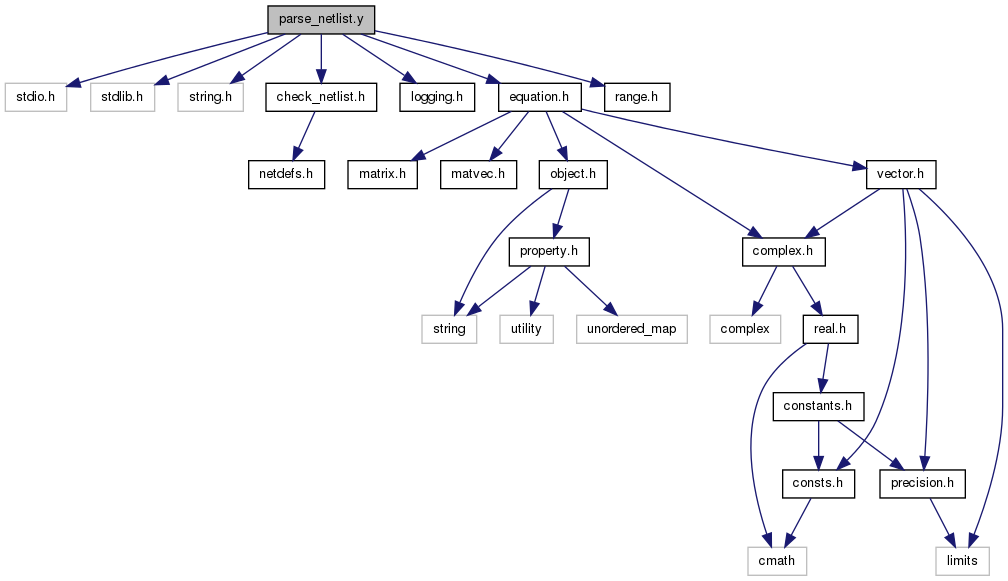 parse_netlist.y
stdio.h
stdlib.h
string.h
check_netlist.h
logging.h
equation.h
range.h
netdefs.h
matrix.h
matvec.h
object.h
vector.h
property.h
complex.h
string
utility
unordered_map
complex
real.h
constants.h
consts.h
precision.h
cmath
limits